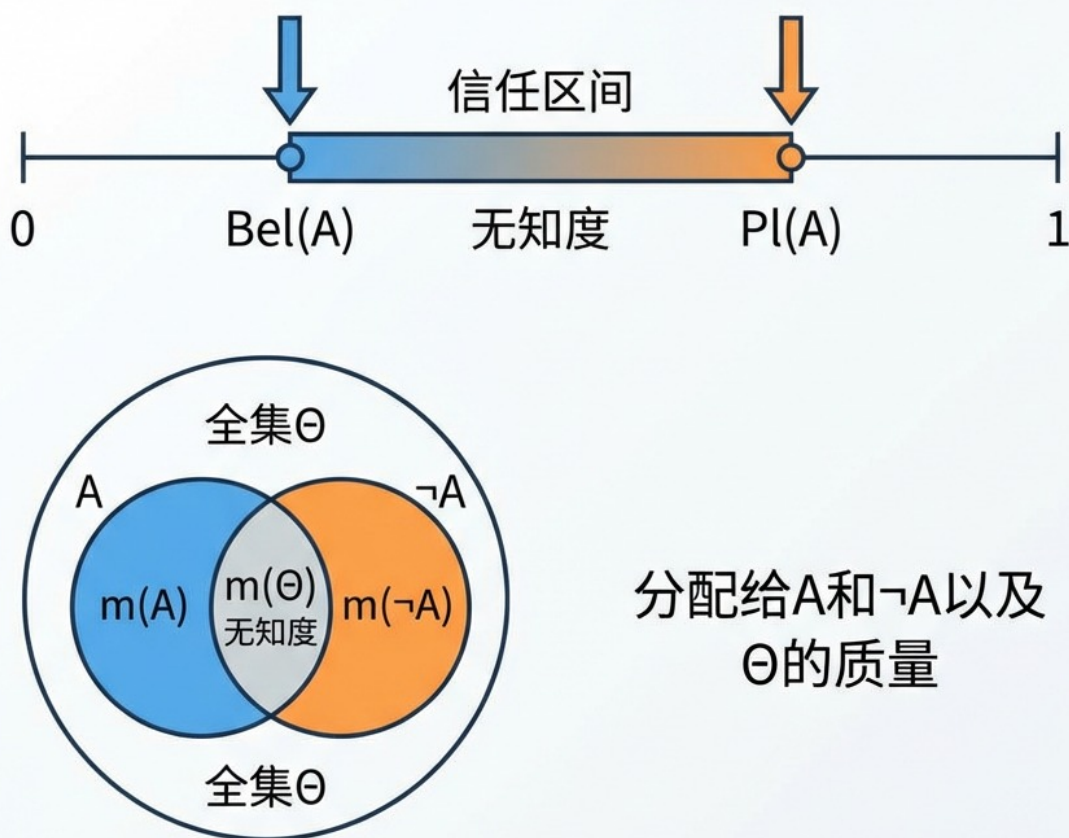 信任区间
0
Bel(A)
无知度
Pl(A)
1
全集Θ
A
¬A
m(A)
m(Θ)
无知度
m(¬A)
全集Θ
分配给A和¬A以及
Θ的质量